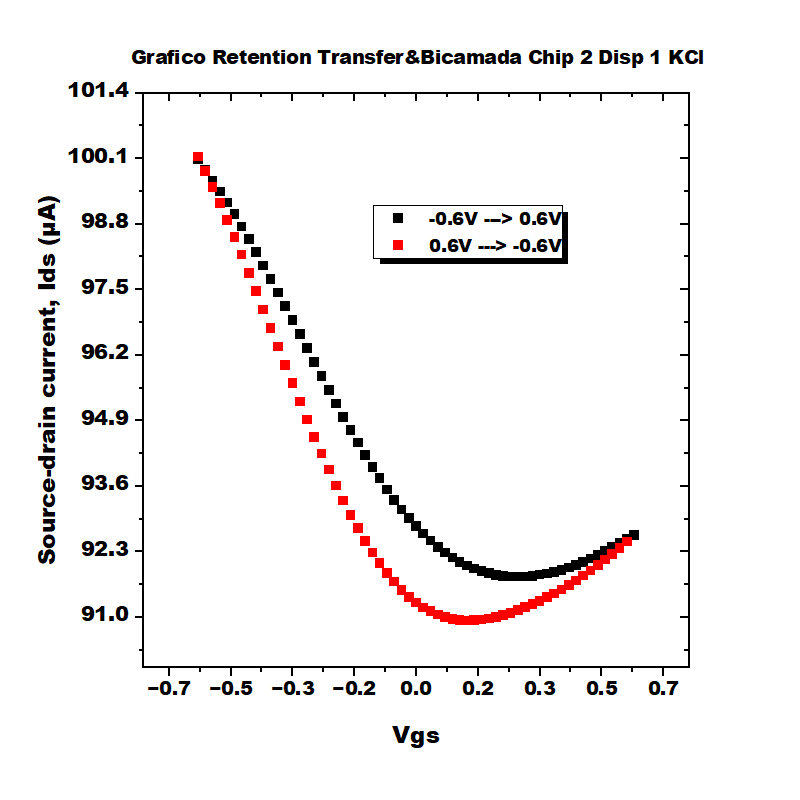 Grafico Retention Transfer&Bicamada Chip 2 Disp 1 KCl
101.4
100.1
98.8
97.5
96.2
94.9
93.6
92.3
91.0
Source-drain current, Ids (µA)
-0.6V ---> 0.6V
0.6V ---> -0.6V
−0.7 −0.5 −0.3 −0.2 0.0 0.2 0.3 0.5 0.7
Vgs